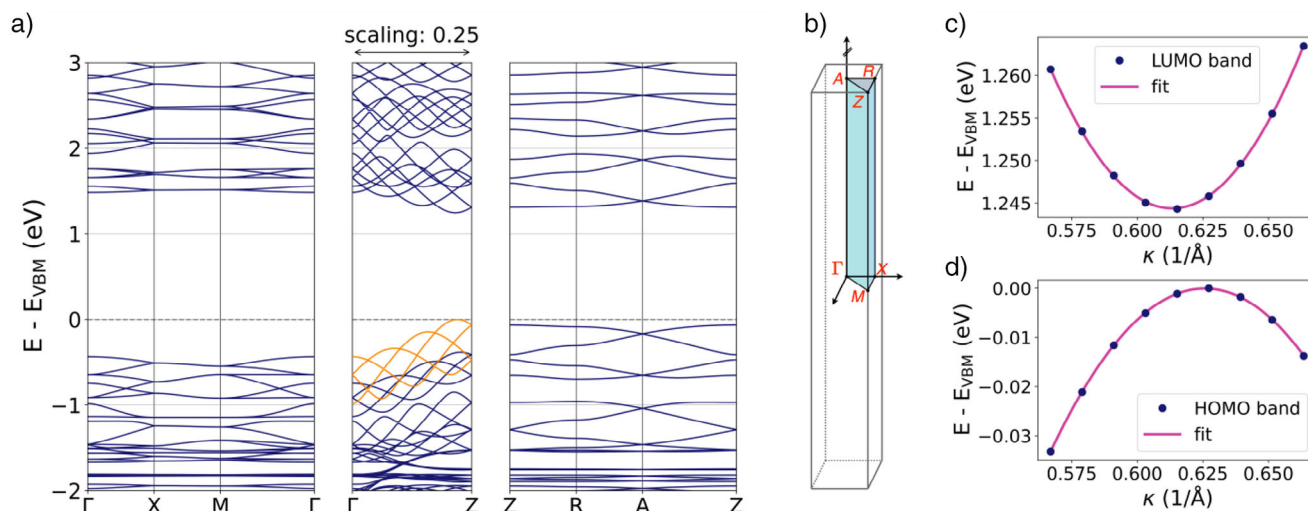 a)
scaling: 0.25
E - E_VBM (eV)
3
2
1
0
−1
−2
Γ X M Γ
Γ Z
Z R A Z
b)
A R
Z
Γ X
M
c)
E - E_VBM (eV)
1.260
1.255
1.250
1.245
LUMO band
fit
0.575 0.600 0.625 0.650
κ (1/Å)
d)
E - E_VBM (eV)
0.00
−0.01
−0.02
−0.03
HOMO band
fit
0.575 0.600 0.625 0.650
κ (1/Å)